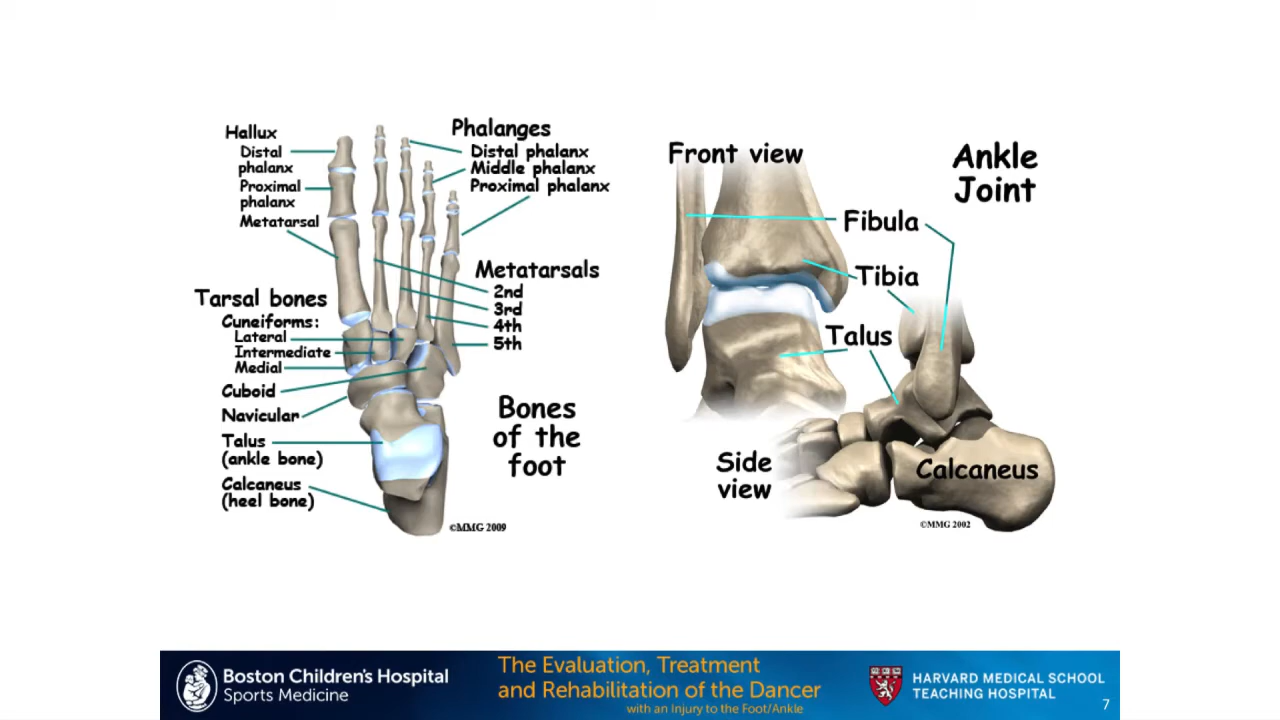 Hallux
Distal
phalanx
Proximal
phalanx
Metatarsal
Phalanges
Distal phalanx
Middle phalanx
Proximal phalanx
Metatarsals
2nd
3rd
4th
5th
Tarsal bones
Cuneiforms:
Lateral
Intermediate
Medial
Cuboid
Navicular
Talus
(ankle bone)
Calcaneus
(heel bone)
Bones
of the
foot
©MMG 2009
Front view
Ankle
Joint
Fibula
Tibia
Talus
Side
view
Calcaneus
©MMG 2002
Boston Children's Hospital
Sports Medicine
The Evaluation, Treatment
and Rehabilitation of the Dancer
with an Injury to the Foot/Ankle
HARVARD MEDICAL SCHOOL
TEACHING HOSPITAL
7